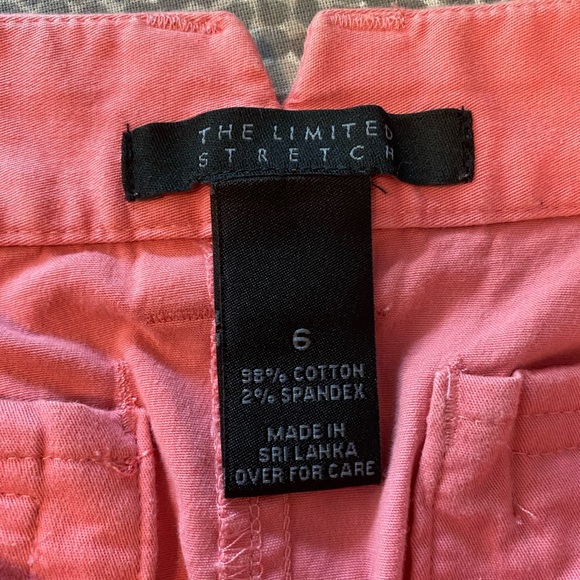 THE LIMITED
STRETCH
6
98% COTTON
2% SPANDEX
MADE IN
SRI LANKA
OVER FOR CARE